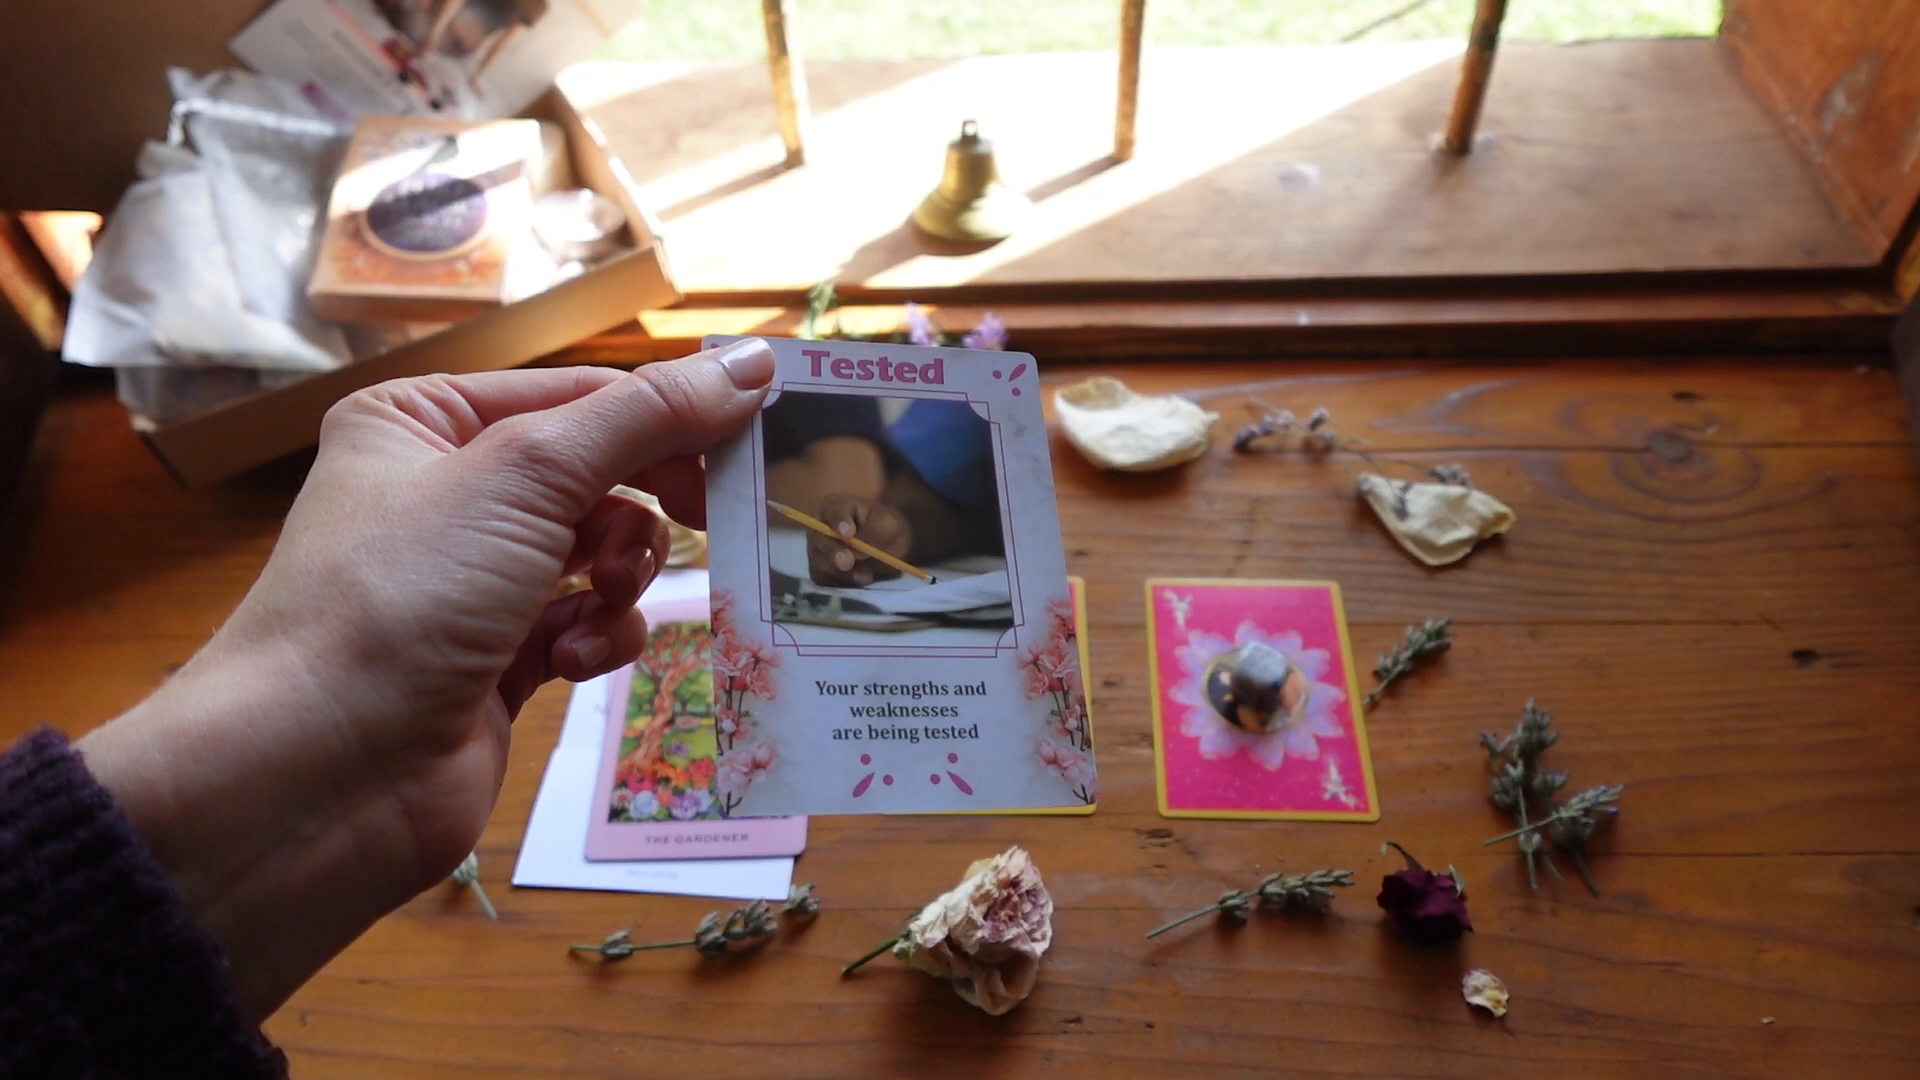 Tested
Your strengths and
weaknesses
are being tested
THE GARDENER